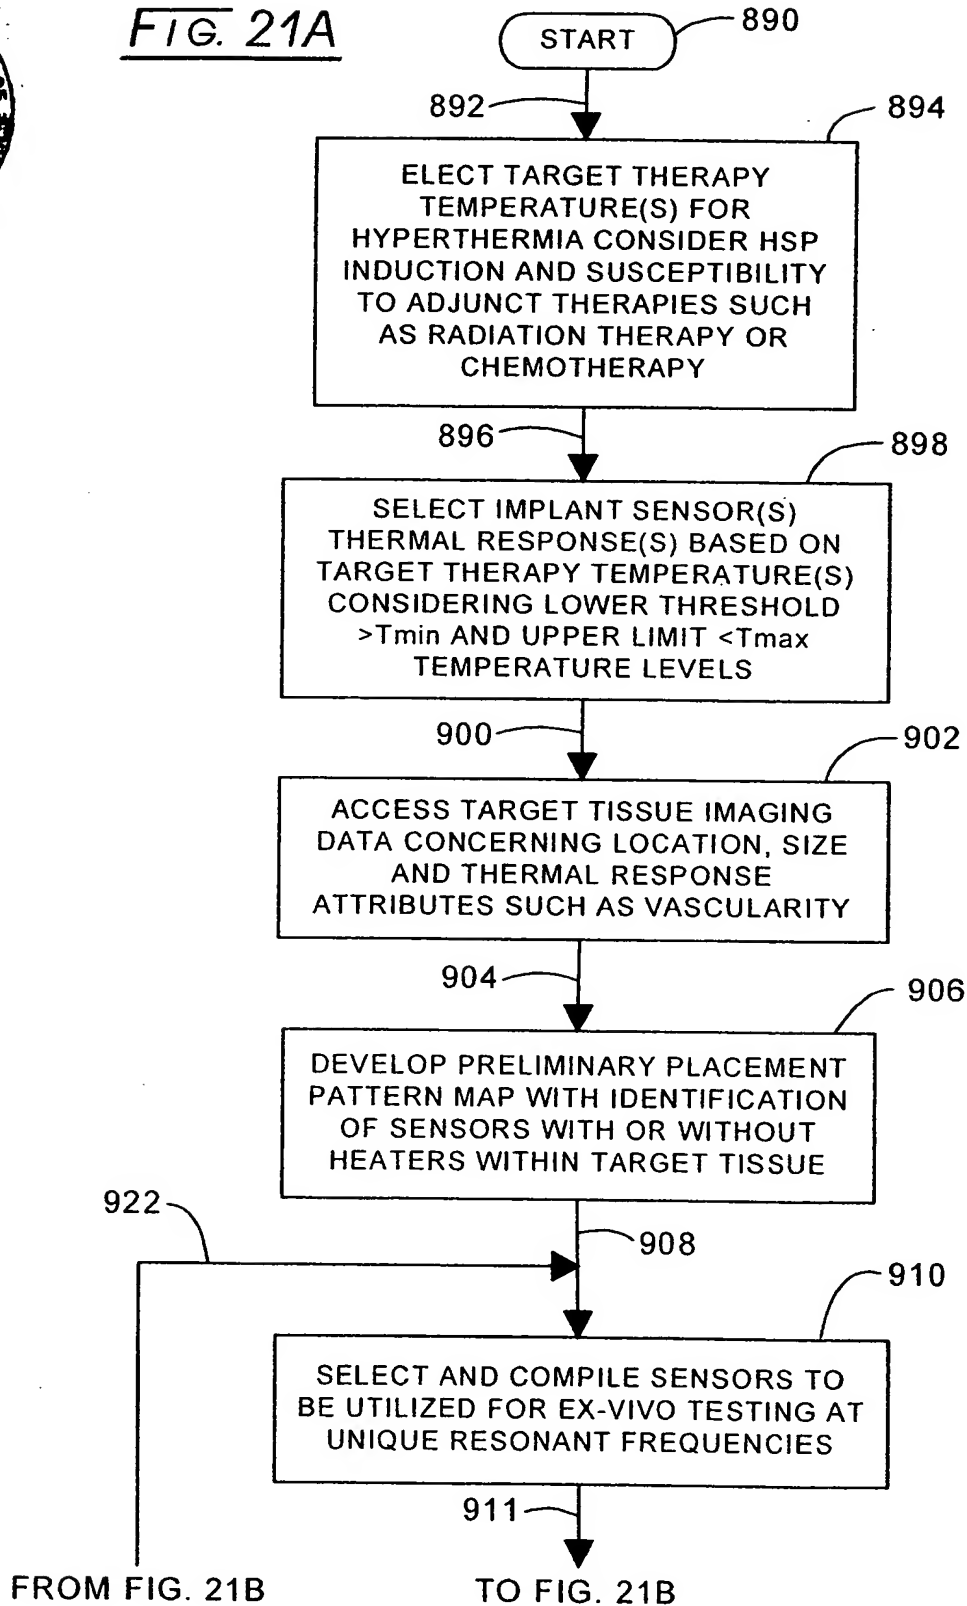 FIG. 21A
START
890
892
894
ELECT TARGET THERAPY
TEMPERATURE(S) FOR
HYPERTHERMIA CONSIDER HSP
INDUCTION AND SUSCEPTIBILITY
TO ADJUNCT THERAPIES SUCH
AS RADIATION THERAPY OR
CHEMOTHERAPY
896
898
SELECT IMPLANT SENSOR(S)
THERMAL RESPONSE(S) BASED ON
TARGET THERAPY TEMPERATURE(S)
CONSIDERING LOWER THRESHOLD
>Tmin AND UPPER LIMIT <Tmax
TEMPERATURE LEVELS
900
902
ACCESS TARGET TISSUE IMAGING
DATA CONCERNING LOCATION, SIZE
AND THERMAL RESPONSE
ATTRIBUTES SUCH AS VASCULARITY
904
906
DEVELOP PRELIMINARY PLACEMENT
PATTERN MAP WITH IDENTIFICATION
OF SENSORS WITH OR WITHOUT
HEATERS WITHIN TARGET TISSUE
922
908
910
SELECT AND COMPILE SENSORS TO
BE UTILIZED FOR EX-VIVO TESTING AT
UNIQUE RESONANT FREQUENCIES
911
FROM FIG. 21B
TO FIG. 21B